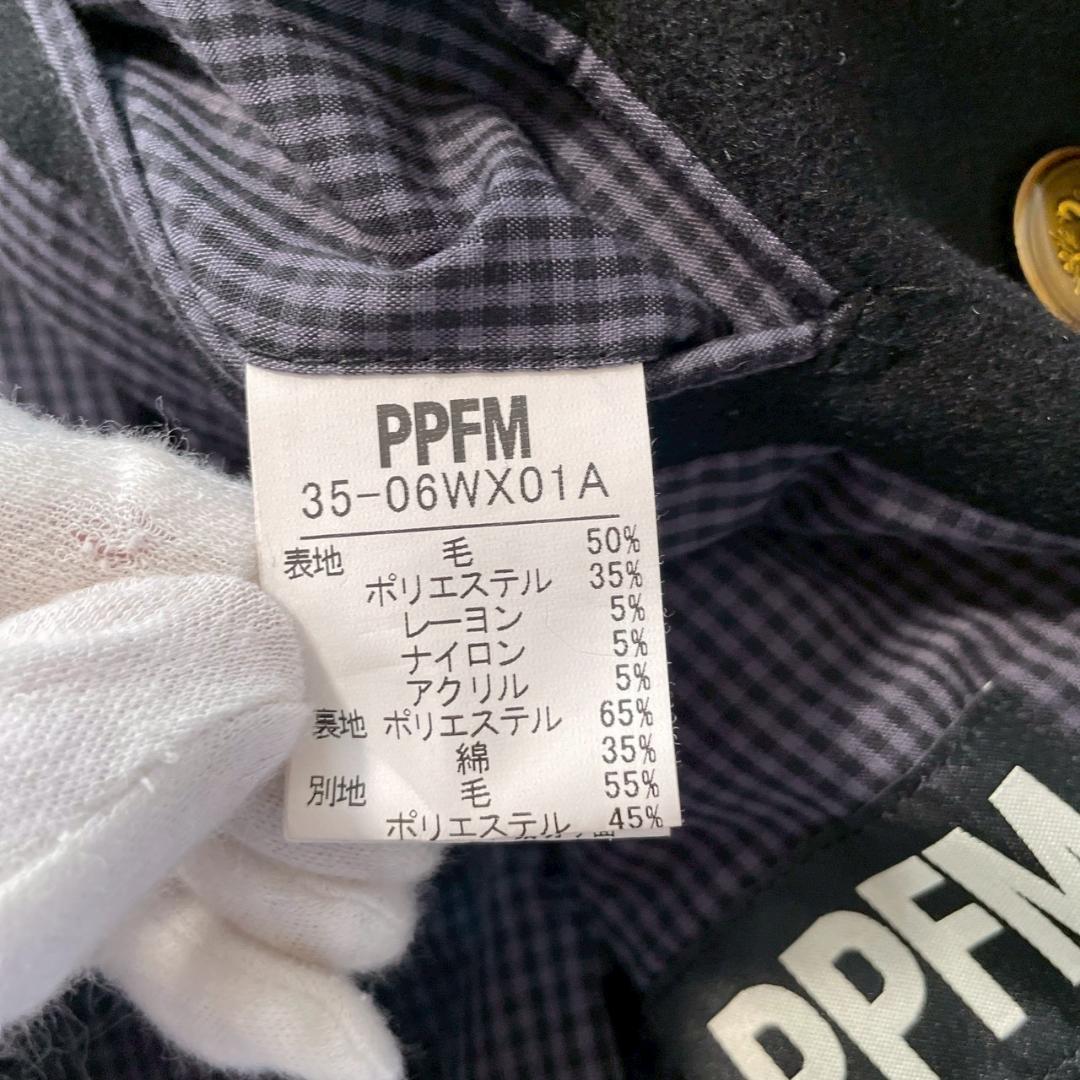 PPFM
35-06WX01A
表地 毛 50%
ポリエステル 35%
レーヨン 5%
ナイロン 5%
アクリル 5%
裏地 ポリエステル 65%
綿 35%
別地 毛 55%
ポリエステル 45%
PPFM